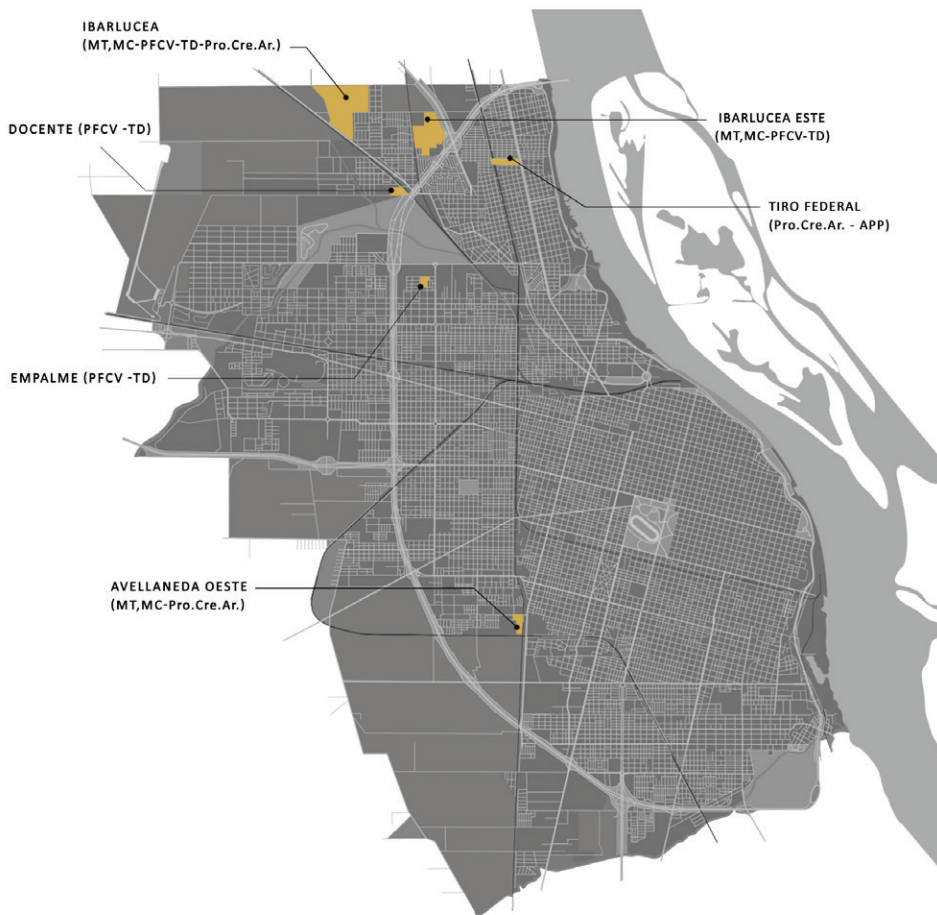 IBARLUCEA
(MT,MC-PFCV-TD-Pro.Cre.Ar.)
DOCENTE (PFCV -TD)
IBARLUCEA ESTE
(MT,MC-PFCV-TD)
TIRO FEDERAL
(Pro.Cre.Ar. - APP)
EMPALME (PFCV -TD)
AVELLANEDA OESTE
(MT,MC-Pro.Cre.Ar.)